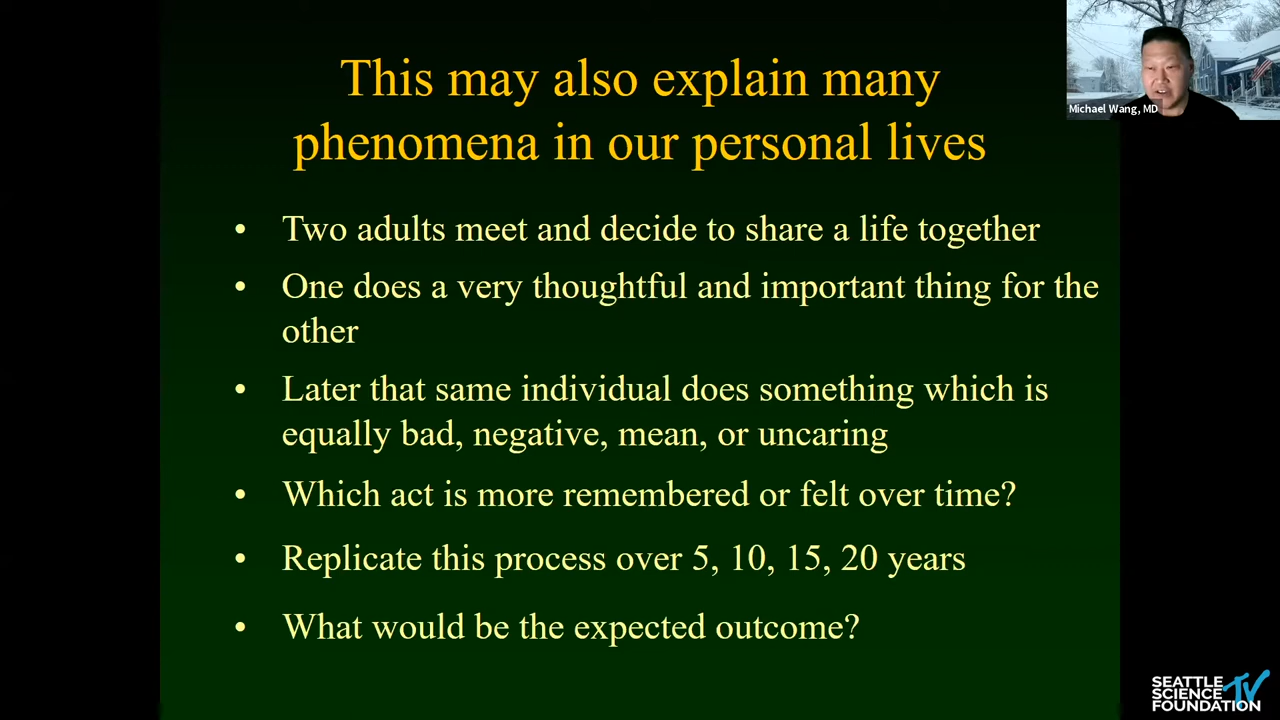 This may also explain many
phenomena in our personal lives
• Two adults meet and decide to share a life together
• One does a very thoughtful and important thing for the
other
• Later that same individual does something which is
equally bad, negative, mean, or uncaring
• Which act is more remembered or felt over time?
• Replicate this process over 5, 10, 15, 20 years
• What would be the expected outcome?
Michael Wang, MD
SEATTLE
SCIENCE TV
FOUNDATION